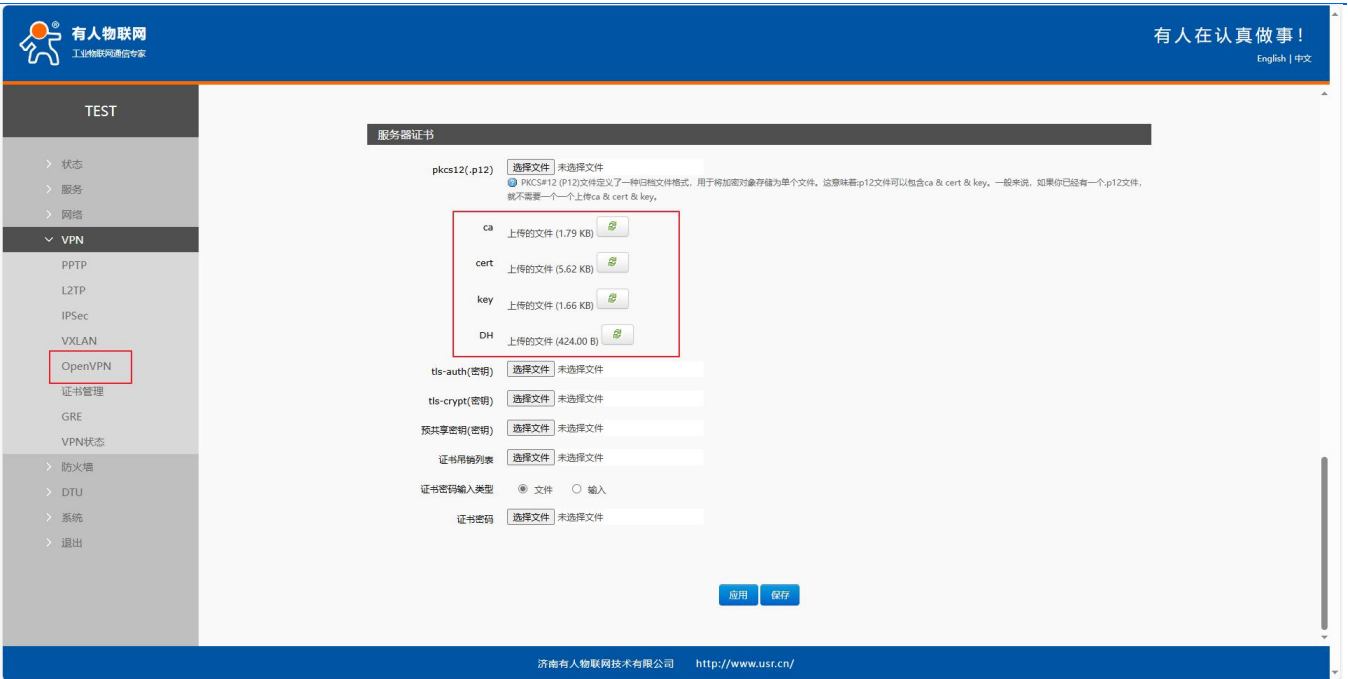 有人物联网
工业物联网通信专家
有人在认真做事!
English | 中文
TEST
状态
服务
网络
VPN
PPTP
L2TP
IPSec
VXLAN
OpenVPN
证书管理
GRE
VPN状态
防火墙
DTU
系统
退出
服务器证书
pkcs12(.p12) 选择文件 未选择文件
PKCS#12 (P12)文件定义了一种归档文件格式,用于将加密对象存储为单个文件。这意味着:p12文件可以包含ca & cert & key。一般来说,如果你已经有一个.p12文件,
就不需要一个一个上传ca & cert & key。
ca 上传的文件 (1.79 KB)
cert 上传的文件 (5.62 KB)
key 上传的文件 (1.66 KB)
DH 上传的文件 (424.00 B)
tls-auth(密钥) 选择文件 未选择文件
tls-crypt(密钥) 选择文件 未选择文件
预共享密钥(密钥) 选择文件 未选择文件
证书吊销列表 选择文件 未选择文件
证书密码输入类型 文件 输入
证书密码 选择文件 未选择文件
应用 保存
济南有人物联网技术有限公司 http://www.usr.cn/